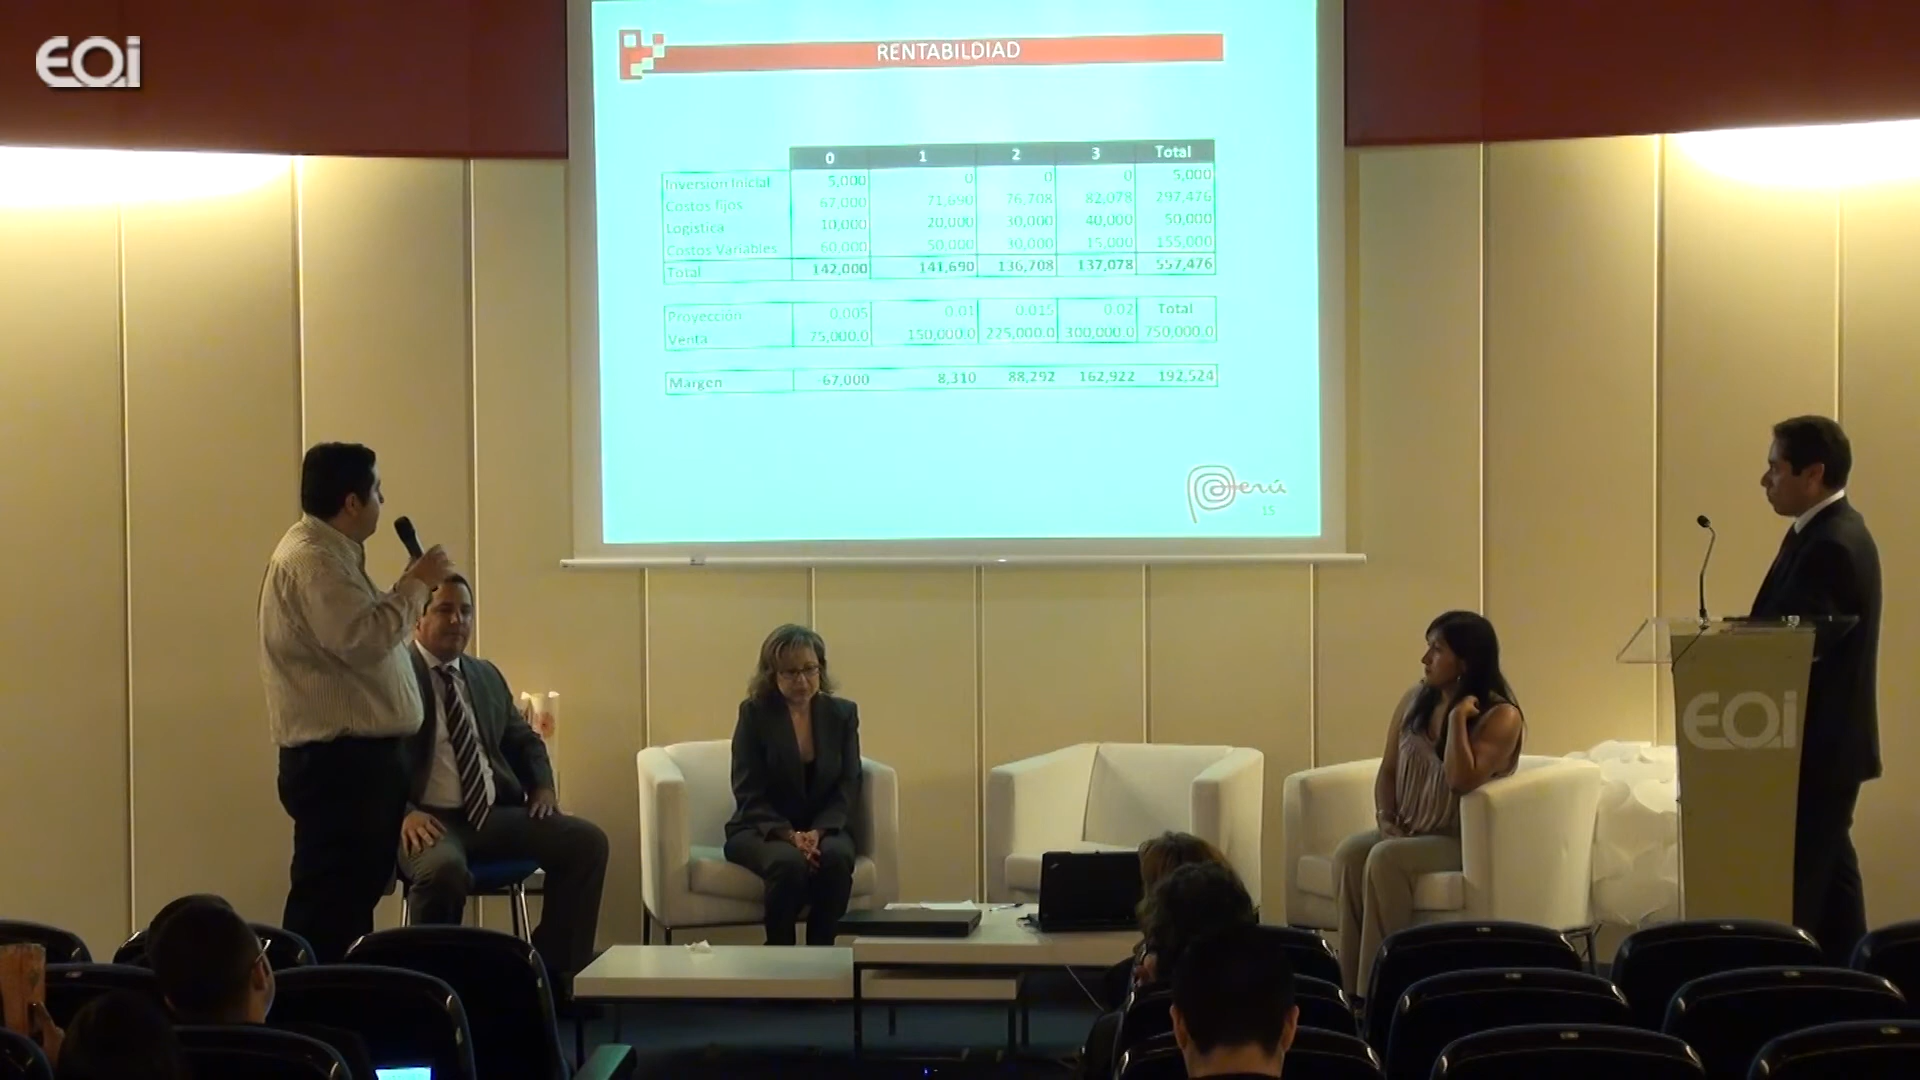 EOi
RENTABILDIAD
0 1 2 3 Total
Inversion Inicial 5,000 0 0 0 5,000
Costos fijos 67,000 71,690 76,708 82,078 297,476
Logistica 10,000 20,000 30,000 40,000 50,000
Costos Variables 60,000 50,000 30,000 15,000 155,000
Total 142,000 141,690 136,708 137,078 557,476
Proyección 0.005 0.01 0.015 0.02 Total
Venta 75,000.0 150,000.0 225,000.0 300,000.0 750,000.0
Margen -67,000 8,310 88,292 162,922 192,524
Perú
15
EOi